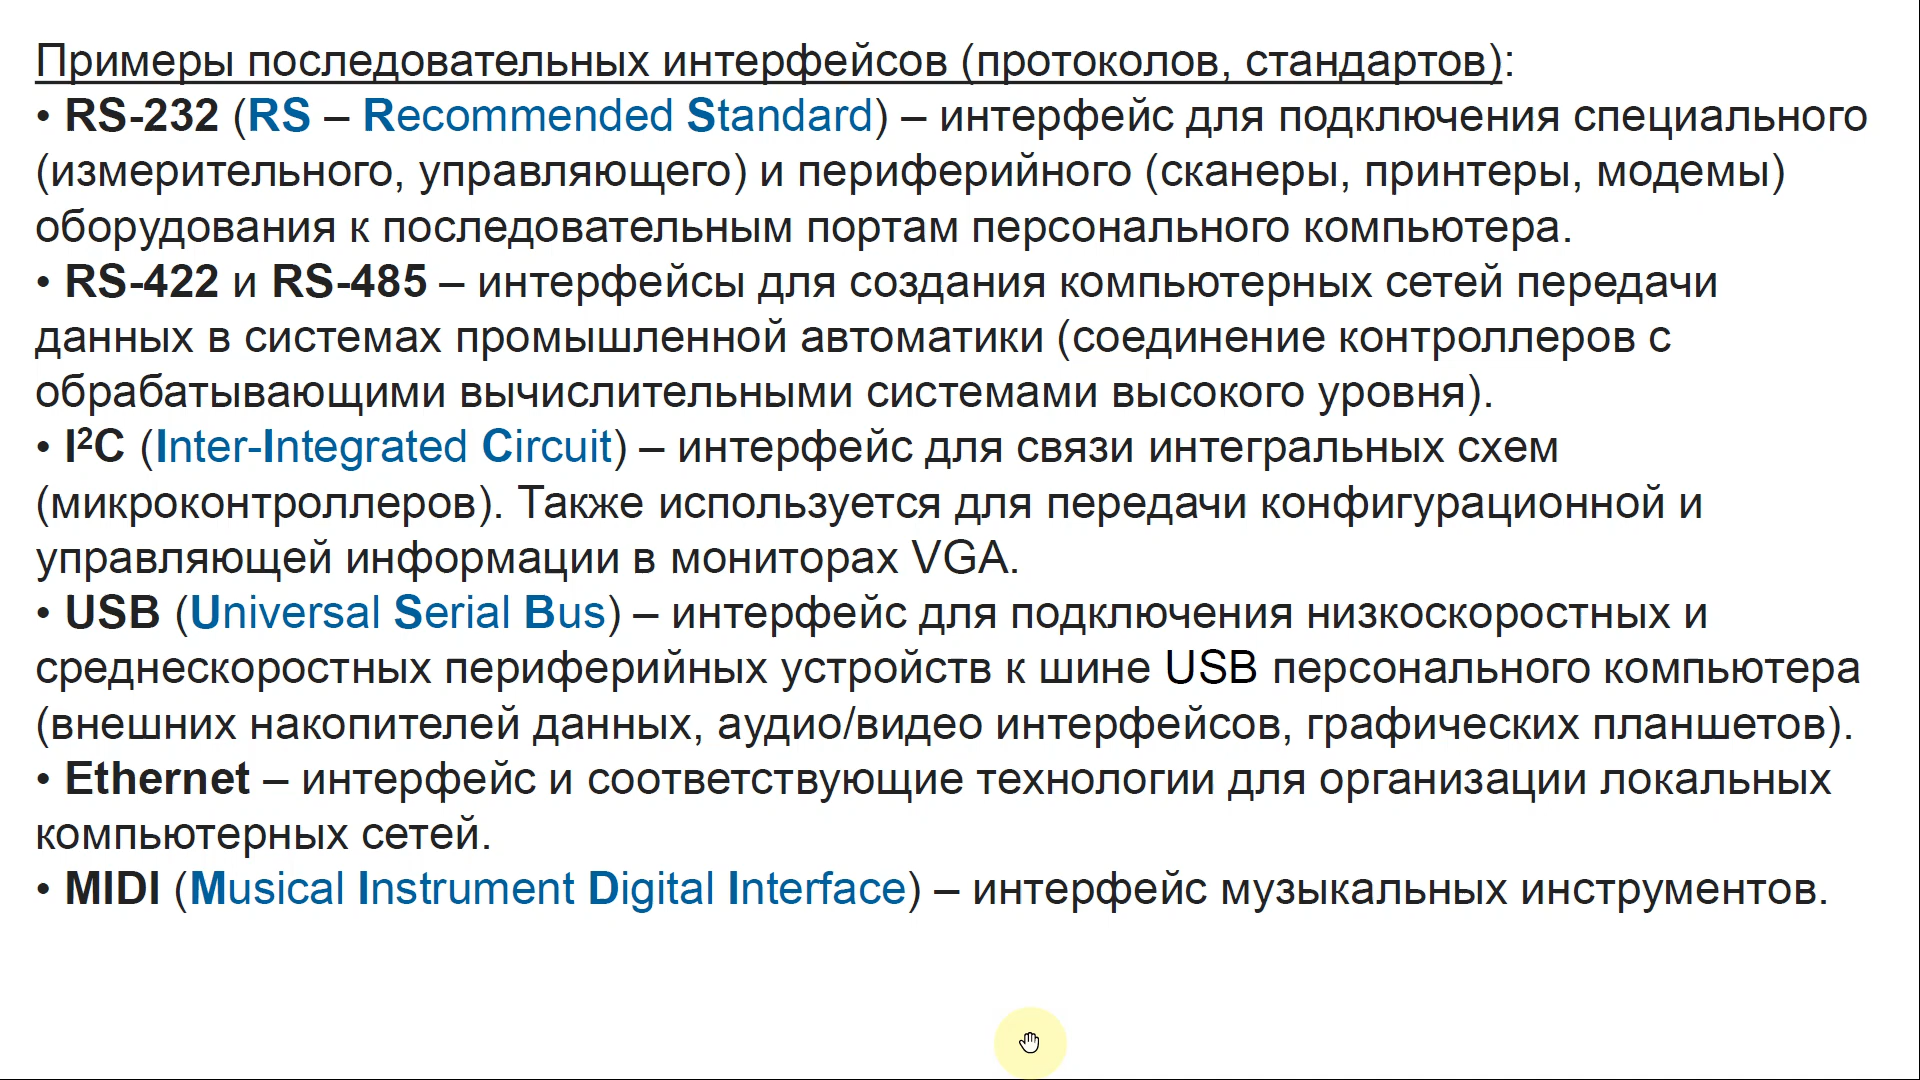 Примеры последовательных интерфейсов (протоколов, стандартов):
• RS-232 (RS – Recommended Standard) – интерфейс для подключения специального
(измерительного, управляющего) и периферийного (сканеры, принтеры, модемы)
оборудования к последовательным портам персонального компьютера.
• RS-422 и RS-485 – интерфейсы для создания компьютерных сетей передачи
данных в системах промышленной автоматики (соединение контроллеров с
обрабатывающими вычислительными системами высокого уровня).
• I²C (Inter-Integrated Circuit) – интерфейс для связи интегральных схем
(микроконтроллеров). Также используется для передачи конфигурационной и
управляющей информации в мониторах VGA.
• USB (Universal Serial Bus) – интерфейс для подключения низкоскоростных и
среднескоростных периферийных устройств к шине USB персонального компьютера
(внешних накопителей данных, аудио/видео интерфейсов, графических планшетов).
• Ethernet – интерфейс и соответствующие технологии для организации локальных
компьютерных сетей.
• MIDI (Musical Instrument Digital Interface) – интерфейс музыкальных инструментов.